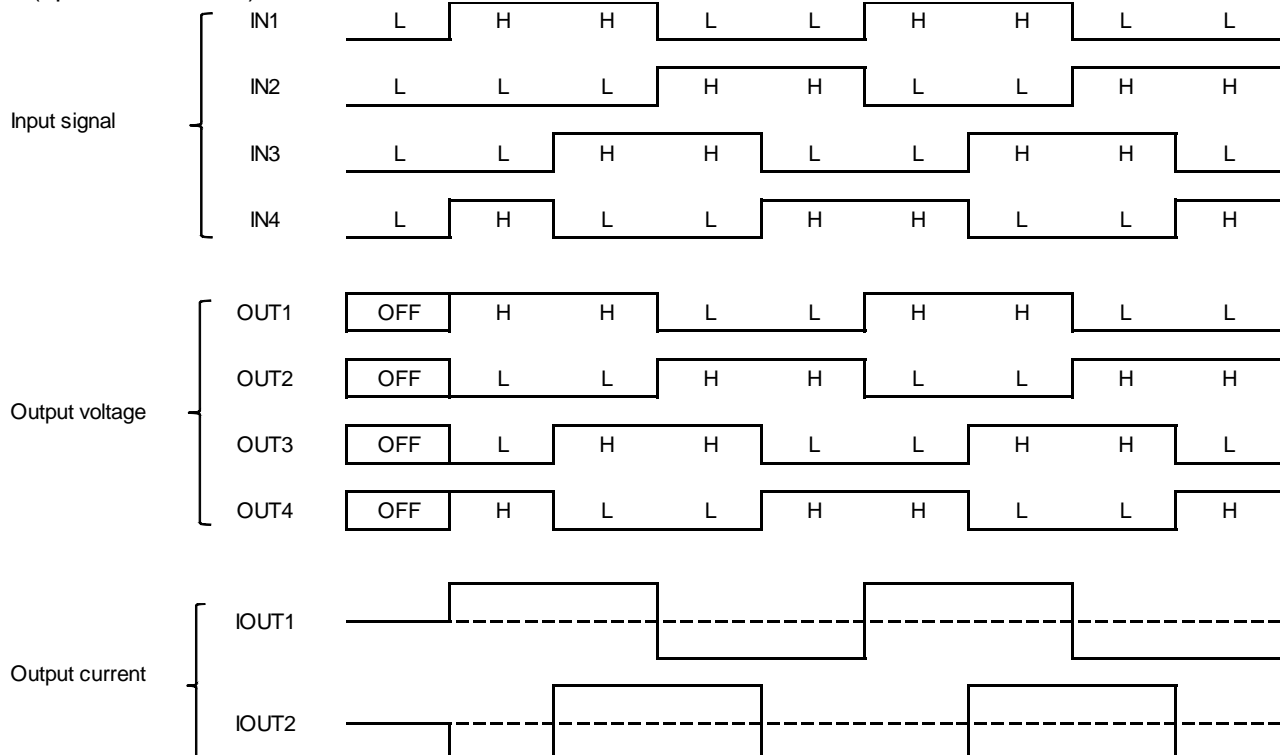 IN1 L H H L L H H L L
IN2 L L L H H L L H H
Input signal
IN3 L L H H L L H H L
IN4 L H L L H H L L H
OUT1 OFF H H L L H H L L
OUT2 OFF L L H H L L H H
Output voltage
OUT3 OFF L H H L L H H L
OUT4 OFF H L L H H L L H
IOUT1
Output current
IOUT2